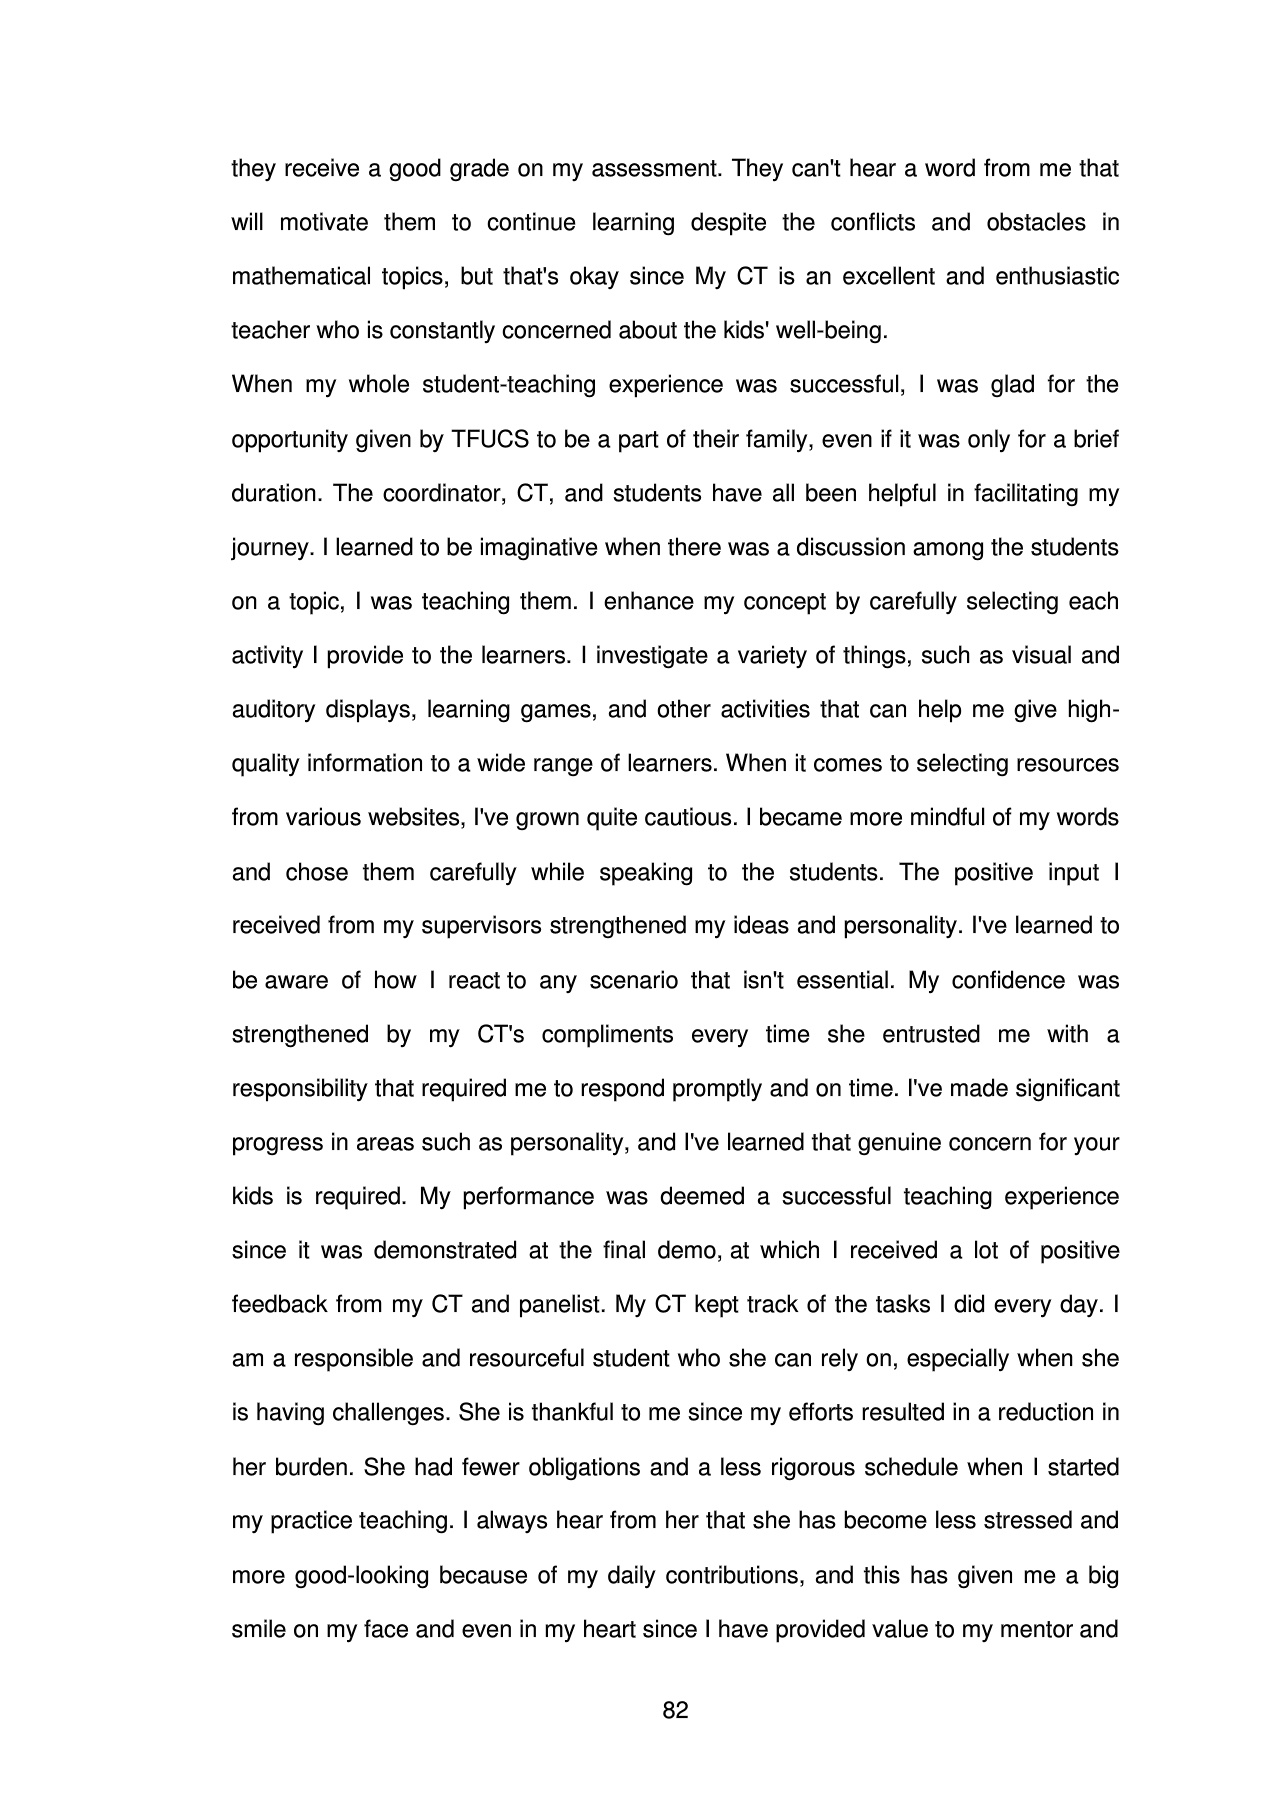 they receive a good grade on my assessment. They can't hear a word from me that
will motivate them to continue learning despite the conflicts and obstacles in
mathematical topics, but that's okay since My CT is an excellent and enthusiastic
teacher who is constantly concerned about the kids' well-being.
When my whole student-teaching experience was successful, I was glad for the
opportunity given by TFUCS to be a part of their family, even if it was only for a brief
duration. The coordinator, CT, and students have all been helpful in facilitating my
journey. I learned to be imaginative when there was a discussion among the students
on a topic, I was teaching them. I enhance my concept by carefully selecting each
activity I provide to the learners. I investigate a variety of things, such as visual and
auditory displays, learning games, and other activities that can help me give high-
quality information to a wide range of learners. When it comes to selecting resources
from various websites, I've grown quite cautious. I became more mindful of my words
and chose them carefully while speaking to the students. The positive input I
received from my supervisors strengthened my ideas and personality. I've learned to
be aware of how I react to any scenario that isn't essential. My confidence was
strengthened by my CT's compliments every time she entrusted me with a
responsibility that required me to respond promptly and on time. I've made significant
progress in areas such as personality, and I've learned that genuine concern for your
kids is required. My performance was deemed a successful teaching experience
since it was demonstrated at the final demo, at which I received a lot of positive
feedback from my CT and panelist. My CT kept track of the tasks I did every day. I
am a responsible and resourceful student who she can rely on, especially when she
is having challenges. She is thankful to me since my efforts resulted in a reduction in
her burden. She had fewer obligations and a less rigorous schedule when I started
my practice teaching. I always hear from her that she has become less stressed and
more good-looking because of my daily contributions, and this has given me a big
smile on my face and even in my heart since I have provided value to my mentor and
82